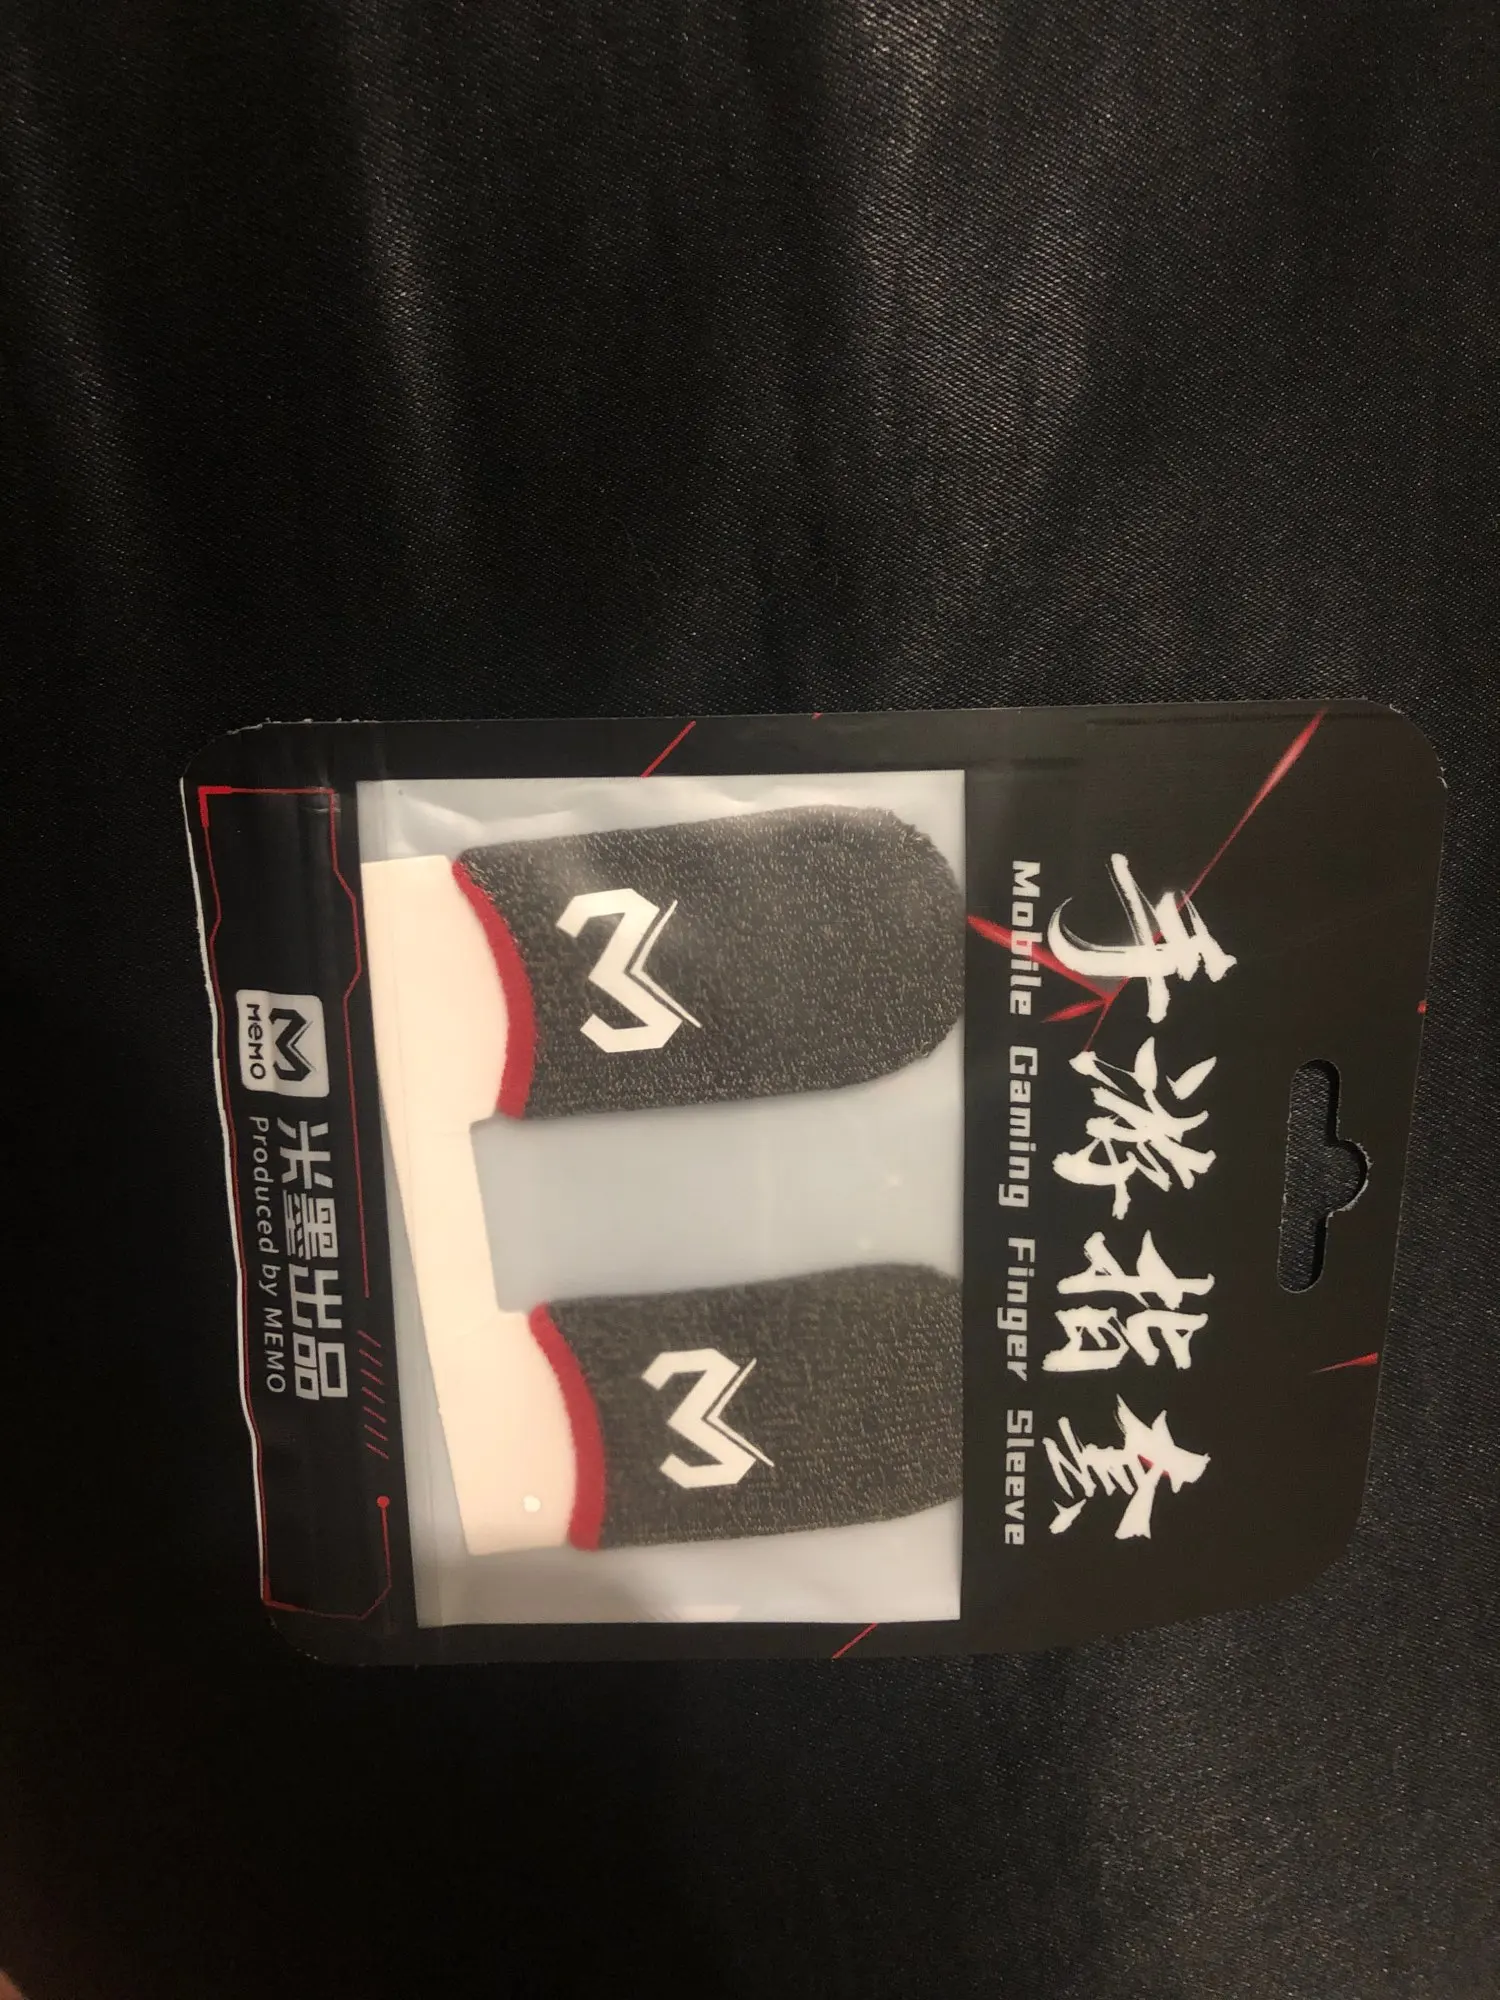 手游指套
Mobile Gaming Finger Sleeve
MEMO
米墨出品
Produced by MEMO